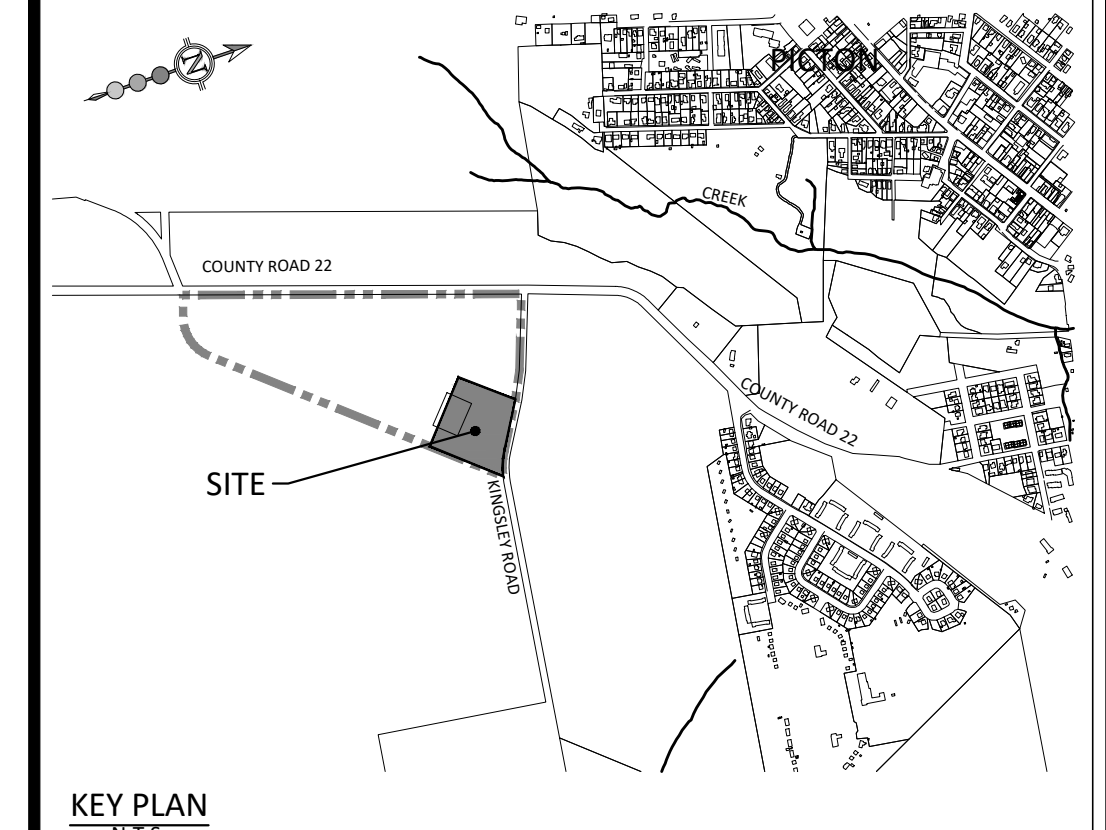 N
PICTON
CREEK
COUNTY ROAD 22
COUNTY ROAD 22
SITE
KINGSLEY ROAD
KEY PLAN
N.T.S.